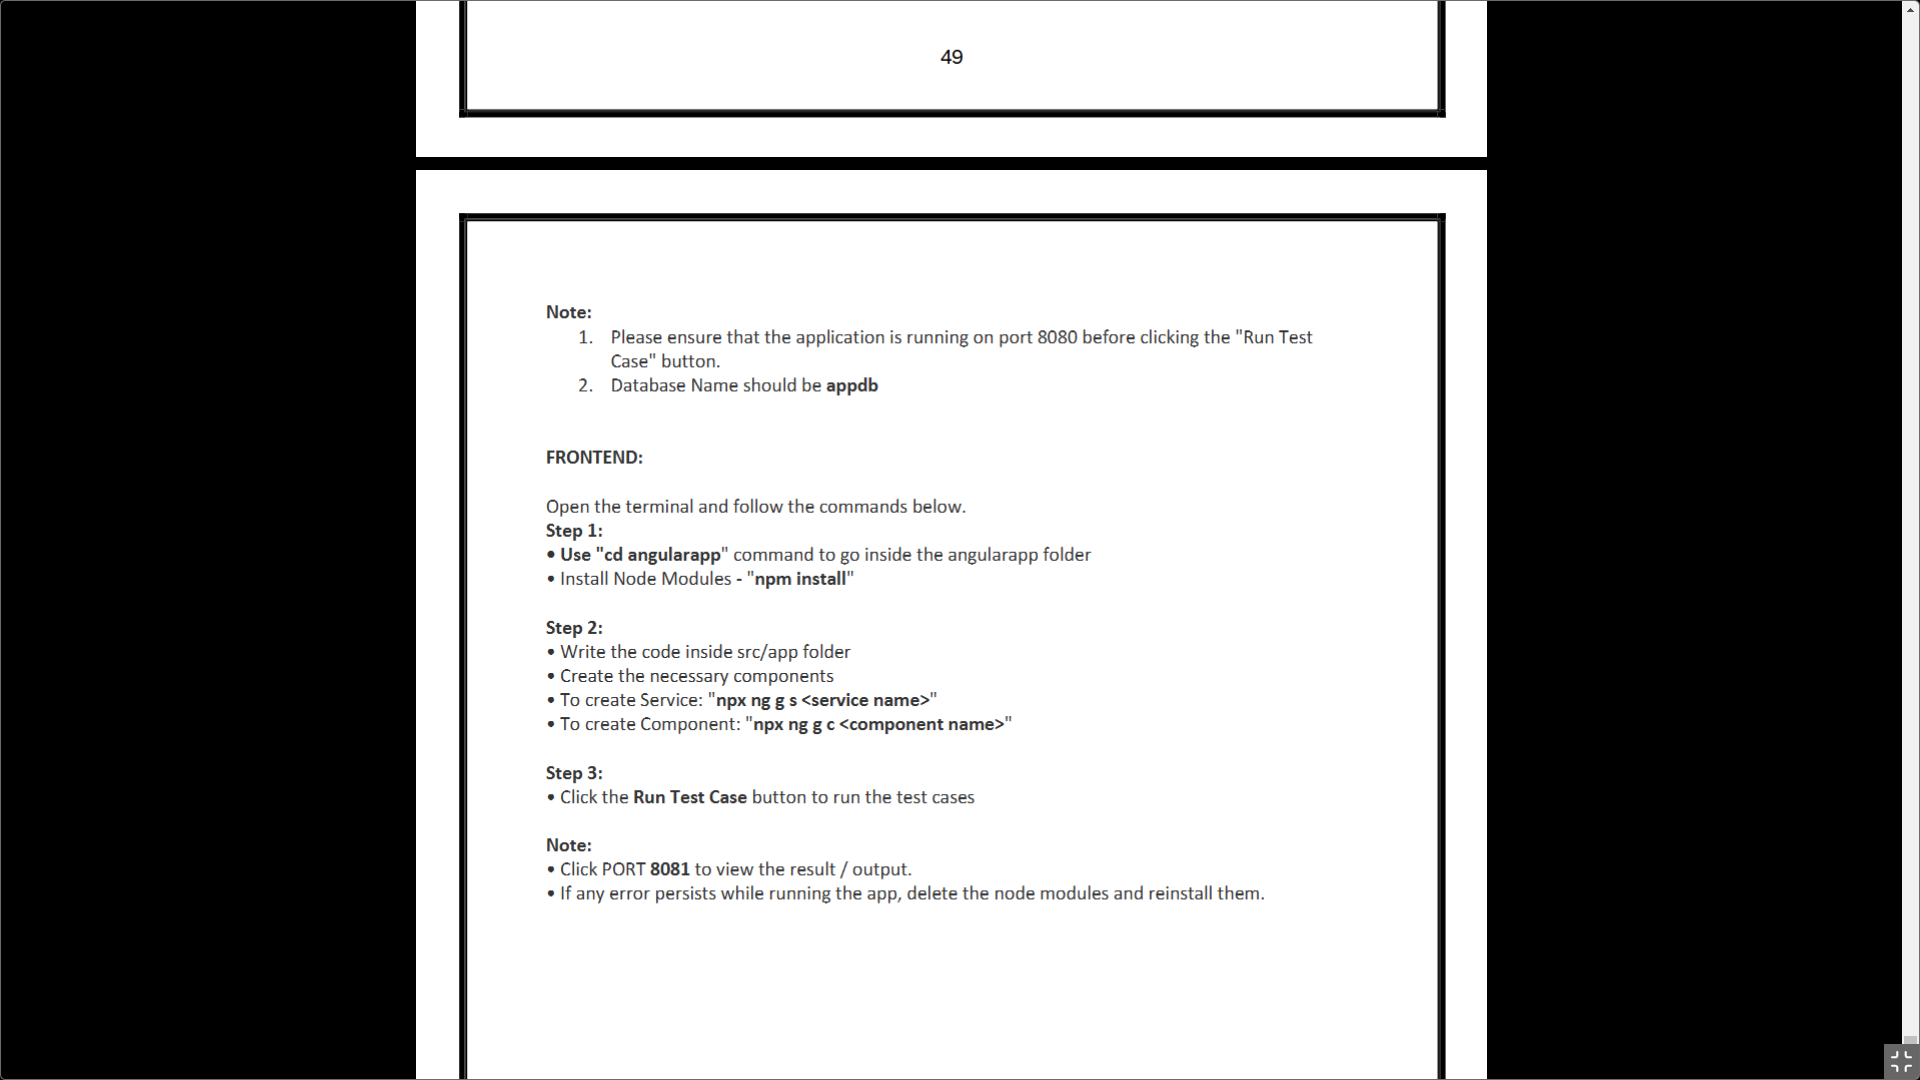 49
Note:
1. Please ensure that the application is running on port 8080 before clicking the "Run Test
Case" button.
2. Database Name should be appdb
FRONTEND:
Open the terminal and follow the commands below.
Step 1:
• Use "cd angularapp" command to go inside the angularapp folder
• Install Node Modules - "npm install"
Step 2:
• Write the code inside src/app folder
• Create the necessary components
• To create Service: "npx ng g s <service name>"
• To create Component: "npx ng g c <component name>"
Step 3:
• Click the Run Test Case button to run the test cases
Note:
• Click PORT 8081 to view the result / output.
• If any error persists while running the app, delete the node modules and reinstall them.